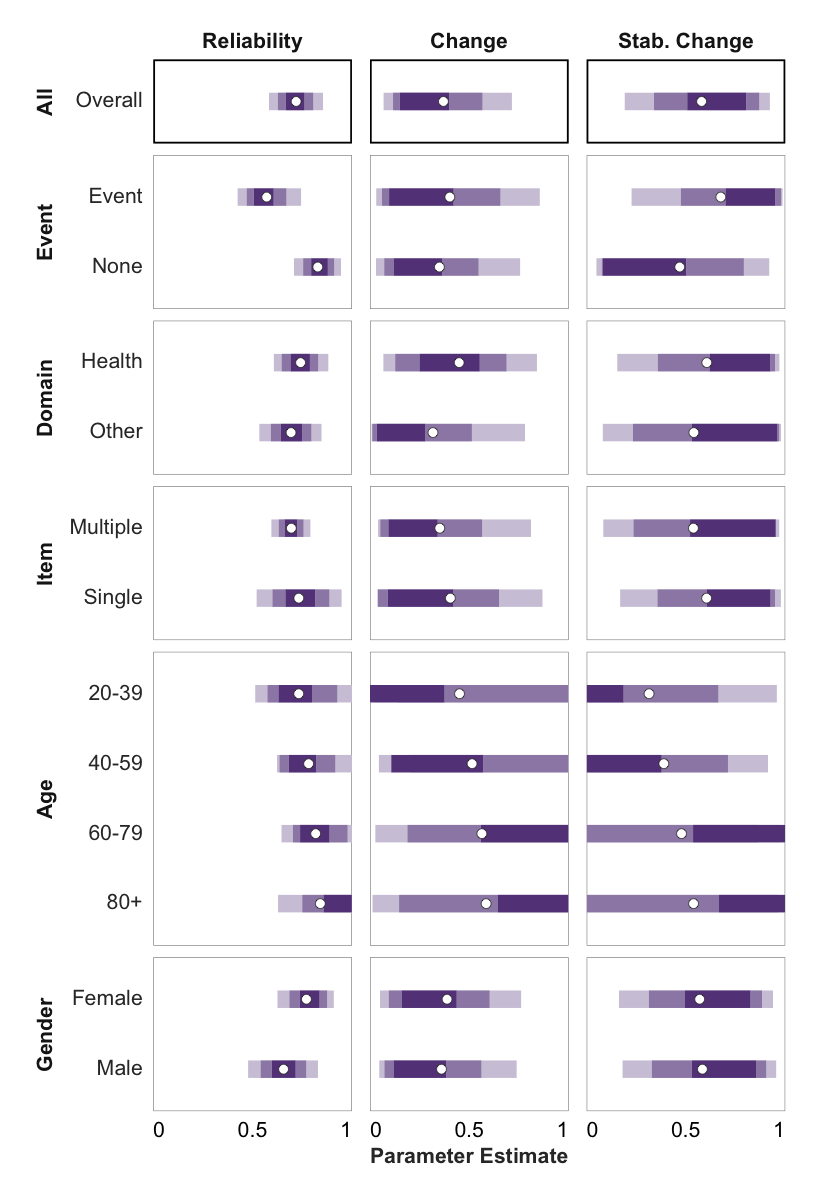 Reliability Change Stab. Change
All
Overall
Event
Event
None
Domain
Health
Other
Item
Multiple
Single
Age
20-39
40-59
60-79
80+
Gender
Female
Male
0 0.5 1 0 0.5 1 0 0.5 1
Parameter Estimate